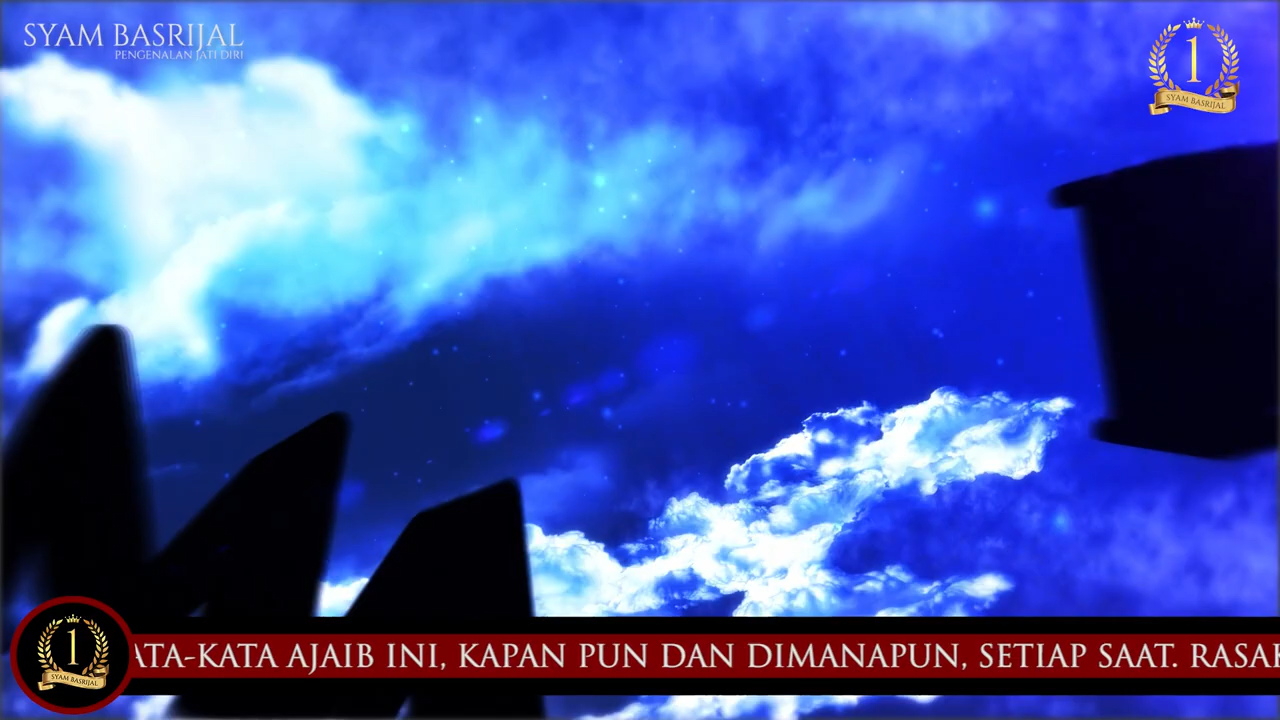 SYAM BASRIJAL
PENGENALAN JATI DIRI
1
SYAM BASRIJAL
1
SYAM BASRIJAL
ATA-KATA AJAIB INI, KAPAN PUN DAN DIMANAPUN, SETIAP SAAT. RASAK